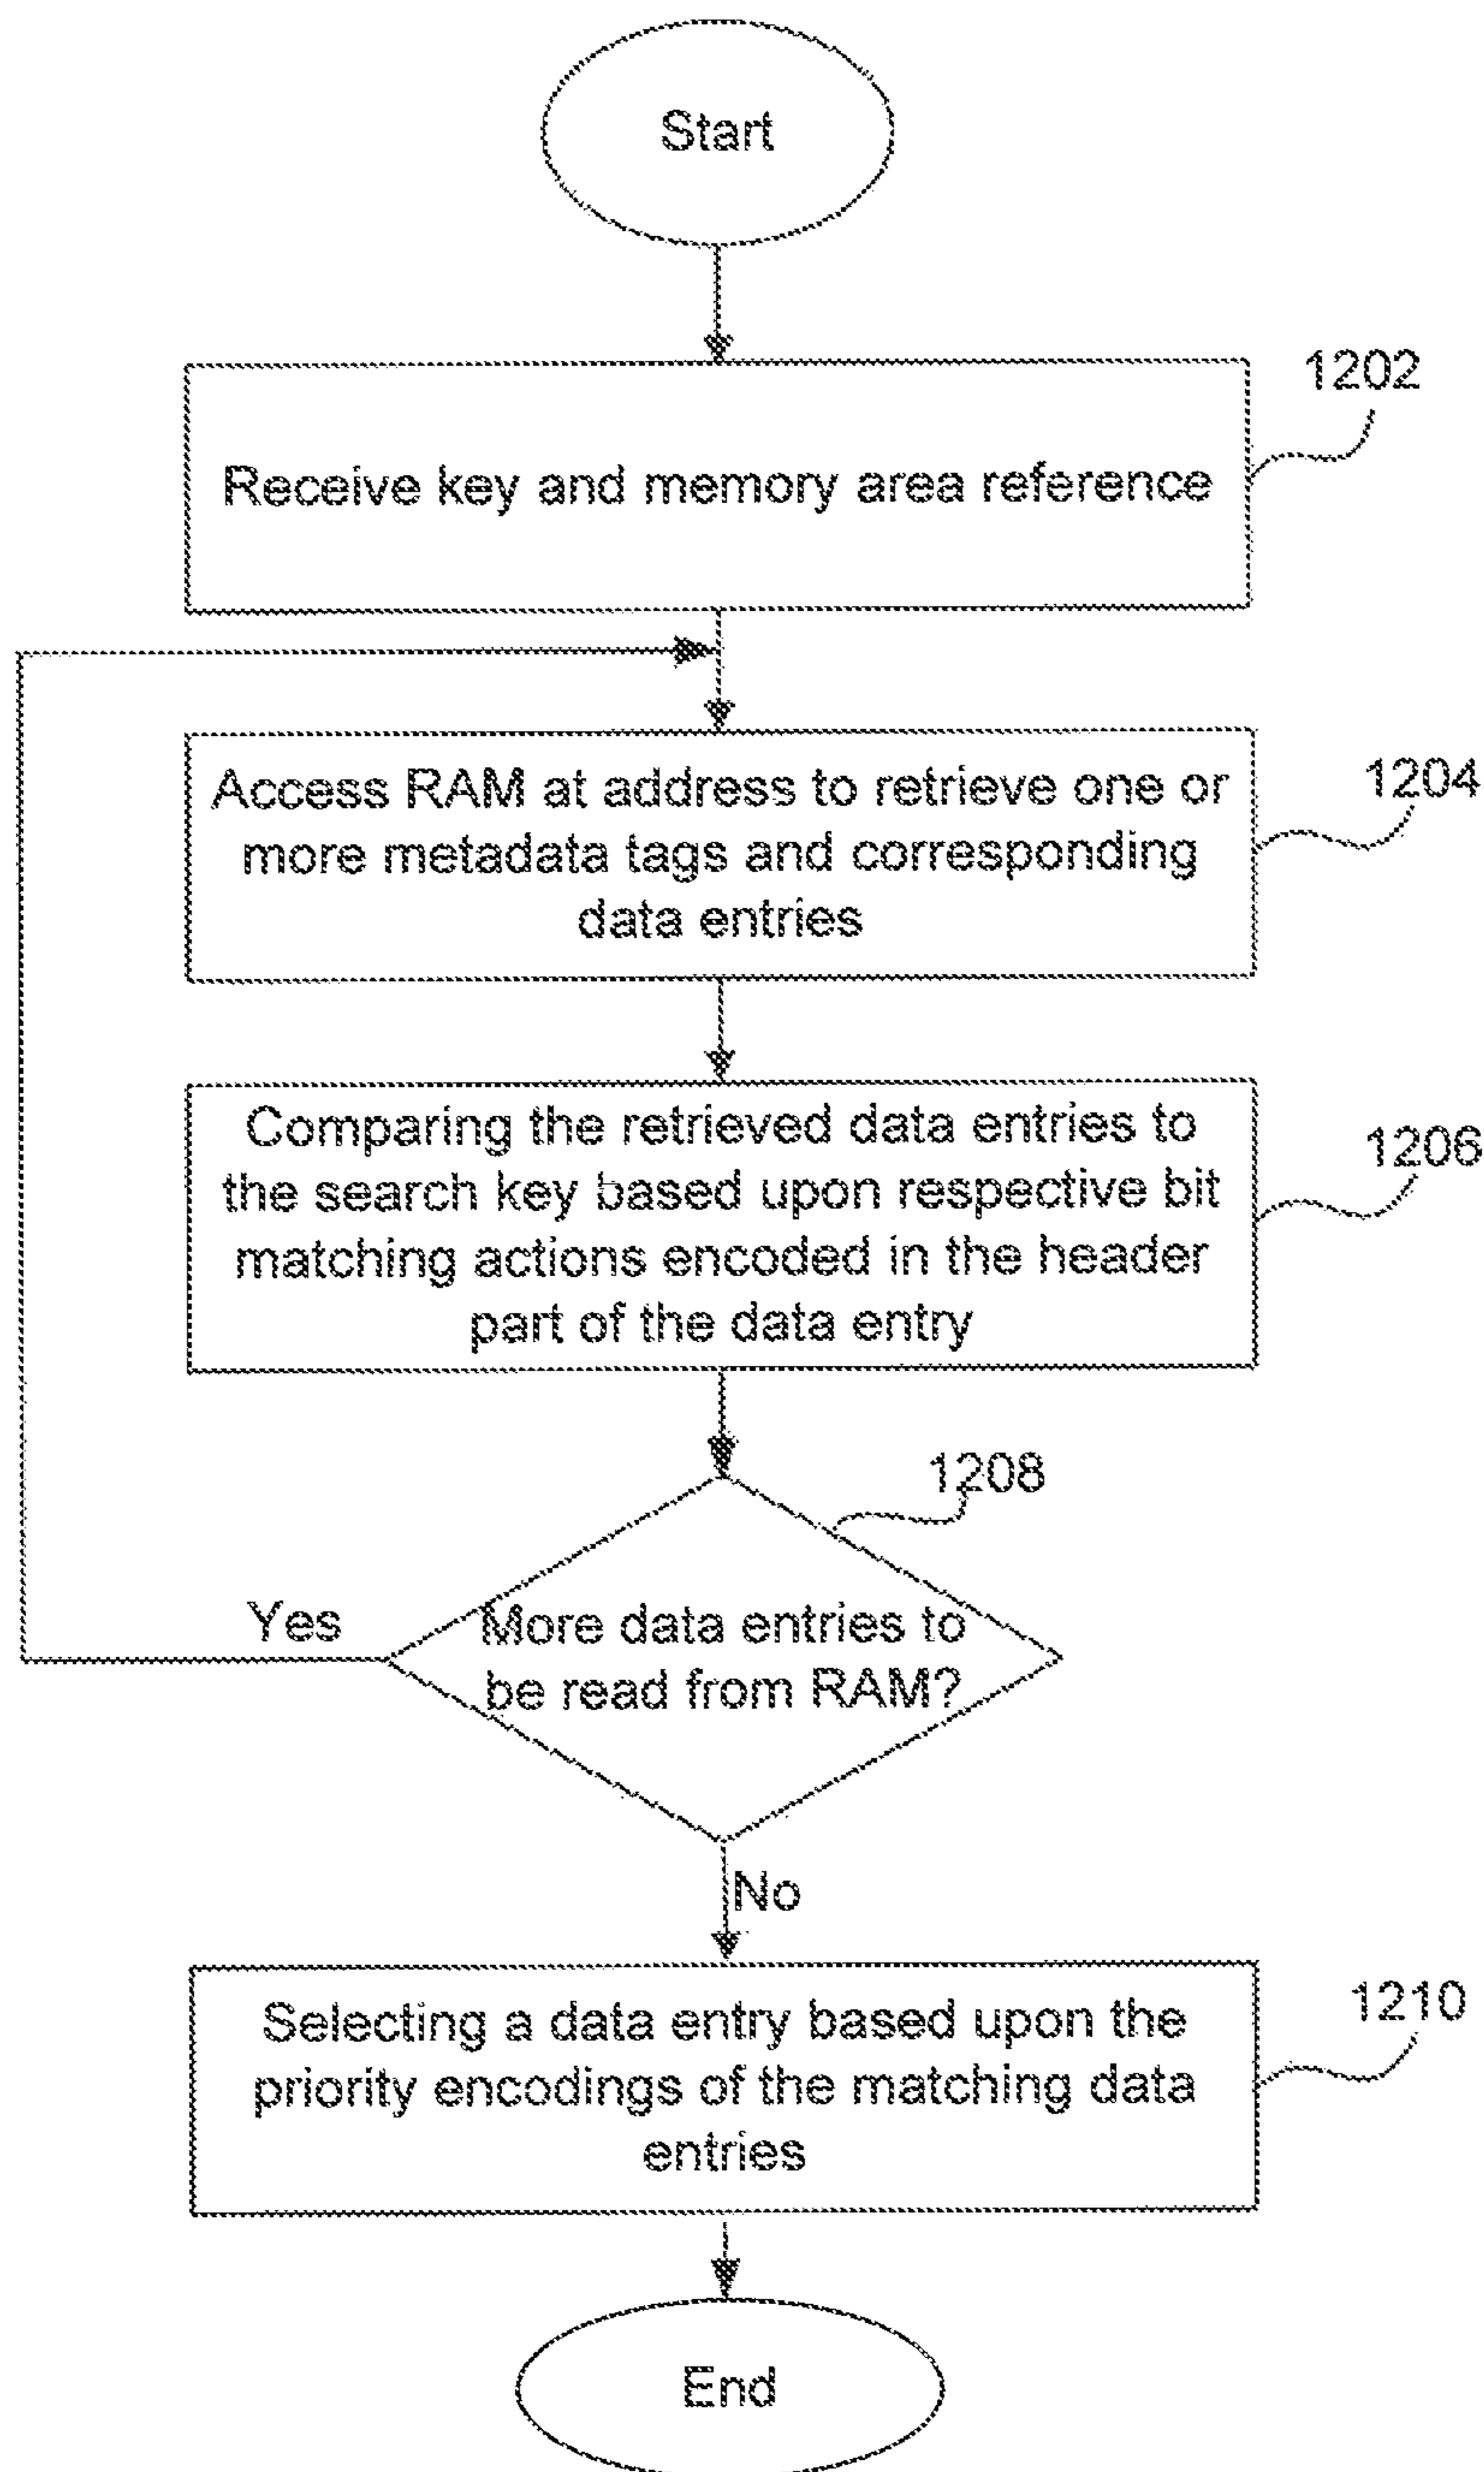 Start
1202
Receive key and memory area reference
Access RAM at address to retrieve one or
more metadata tags and corresponding
data entries
1204
Comparing the retrieved data entries to
the search key based upon respective bit
matching actions encoded in the header
part of the data entry
1206
1208
Yes
More data entries to
be read from RAM?
No
Selecting a data entry based upon the
priority encodings of the matching data
entries
1210
End